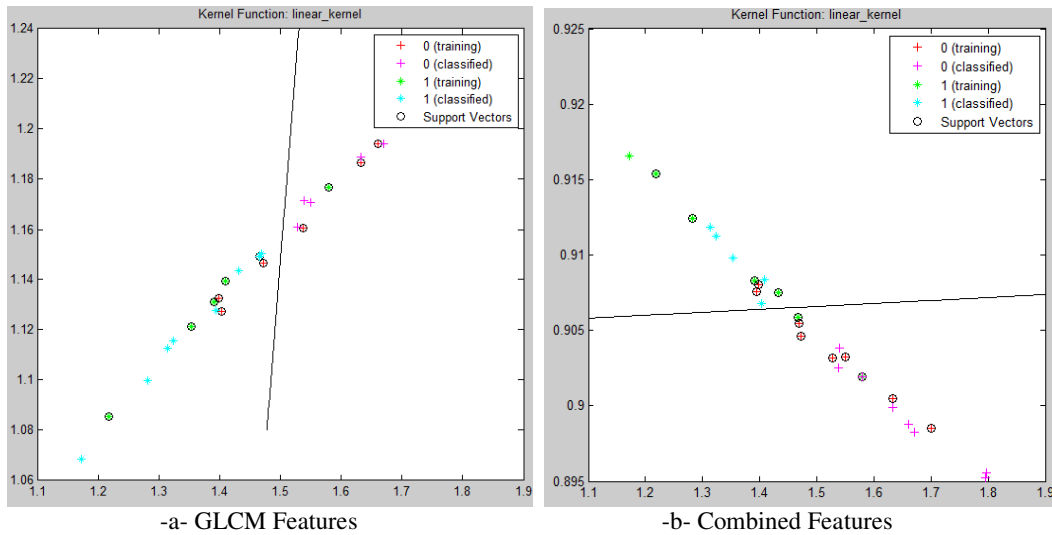 Kernel Function: linear_kernel
1.24
1.22
1.2
1.18
1.16
1.14
1.12
1.1
1.08
1.06
1.1 1.2 1.3 1.4 1.5 1.6 1.7 1.8 1.9
0 (training)
0 (classified)
1 (training)
1 (classified)
Support Vectors
-a- GLCM Features
Kernel Function: linear_kernel
0.925
0.92
0.915
0.91
0.905
0.9
0.895
1.1 1.2 1.3 1.4 1.5 1.6 1.7 1.8 1.9
0 (training)
0 (classified)
1 (training)
1 (classified)
Support Vectors
-b- Combined Features